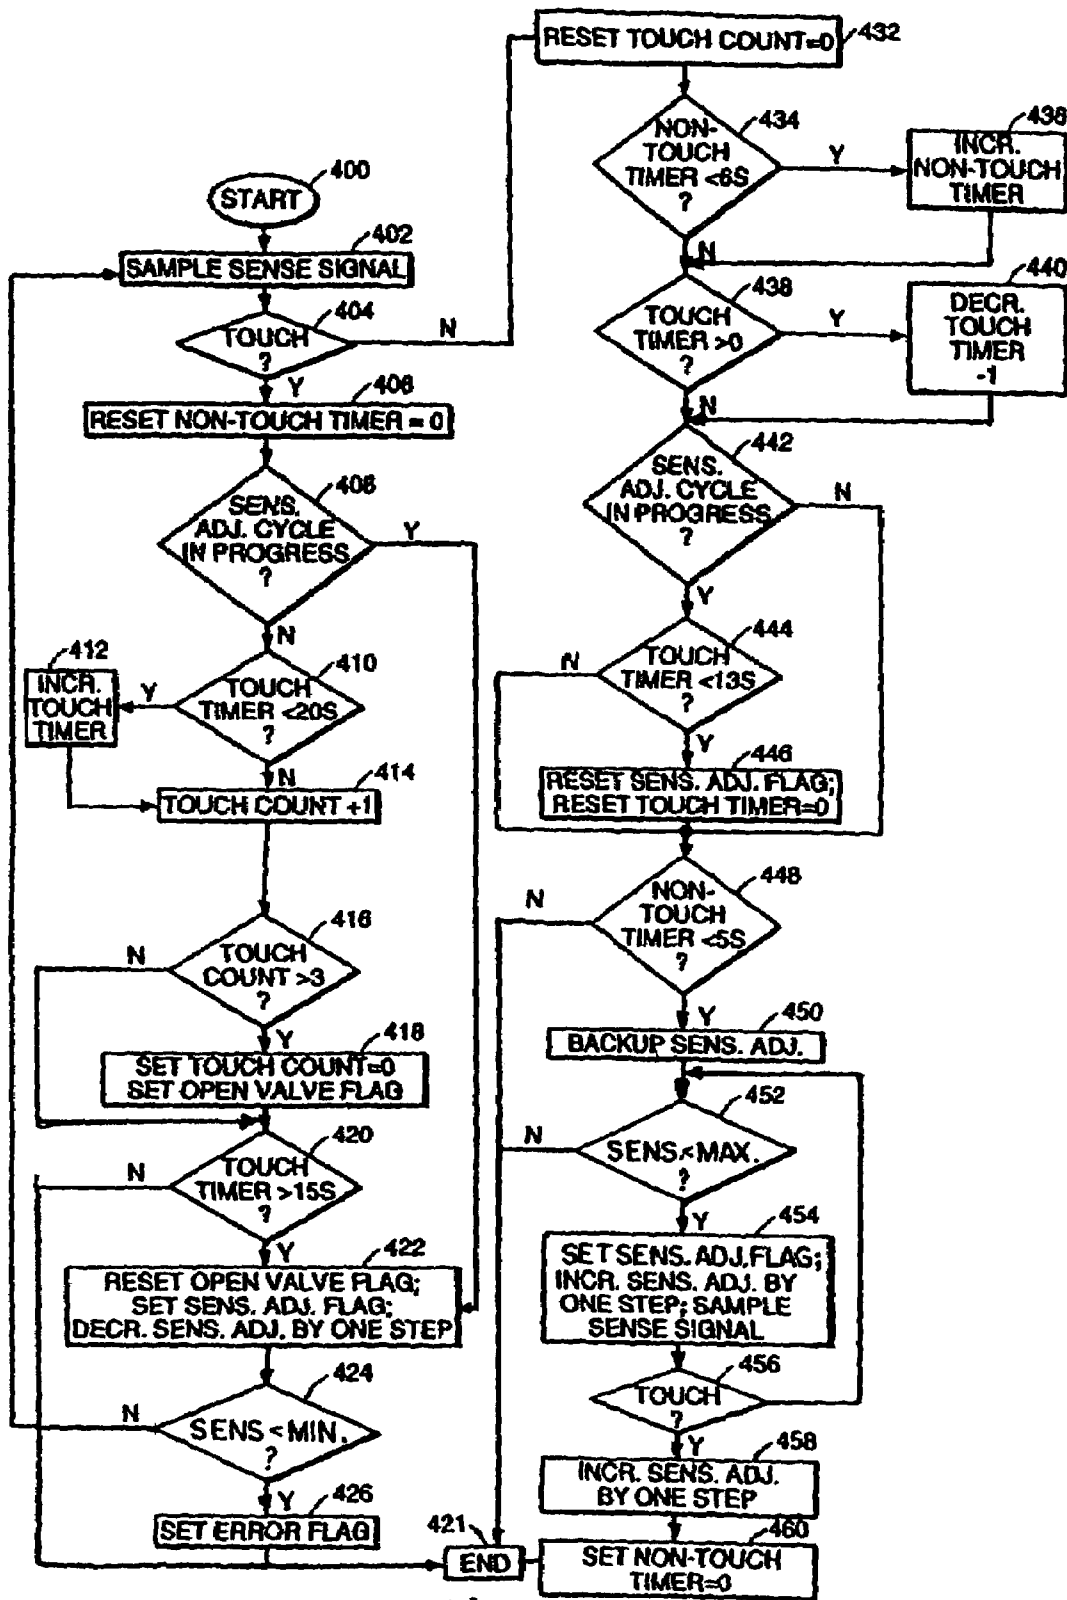 START
400
SAMPLE SENSE SIGNAL
402
TOUCH
?
404
N
Y
RESET NON-TOUCH TIMER = 0
406
SENS.
ADJ. CYCLE
IN PROGRESS
?
408
Y
N
TOUCH
TIMER <20S
?
410
Y
N
INCR.
TOUCH
TIMER
412
TOUCH COUNT +1
414
TOUCH
COUNT >3
?
416
N
Y
SET TOUCH COUNT=0
SET OPEN VALVE FLAG
418
TOUCH
TIMER >15S
?
420
N
Y
RESET OPEN VALVE FLAG;
SET SENS. ADJ. FLAG;
DECR. SENS. ADJ. BY ONE STEP
422
SENS < MIN.
?
424
N
Y
SET ERROR FLAG
426
END
421
RESET TOUCH COUNT=0
432
NON-
TOUCH
TIMER <6S
?
434
Y
N
INCR.
NON-TOUCH
TIMER
436
TOUCH
TIMER >0
?
438
Y
N
DECR.
TOUCH
TIMER
-1
440
SENS.
ADJ. CYCLE
IN PROGRESS
?
442
N
Y
TOUCH
TIMER <13S
?
444
N
Y
RESET SENS. ADJ. FLAG;
RESET TOUCH TIMER=0
446
NON-
TOUCH
TIMER <5S
?
448
N
Y
BACKUP SENS. ADJ.
450
SENS.<MAX.
?
452
N
Y
SET SENS. ADJ. FLAG;
INCR. SENS. ADJ. BY
ONE STEP; SAMPLE
SENSE SIGNAL
454
TOUCH
?
456
Y
INCR. SENS. ADJ.
BY ONE STEP
458
SET NON-TOUCH
TIMER=0
460